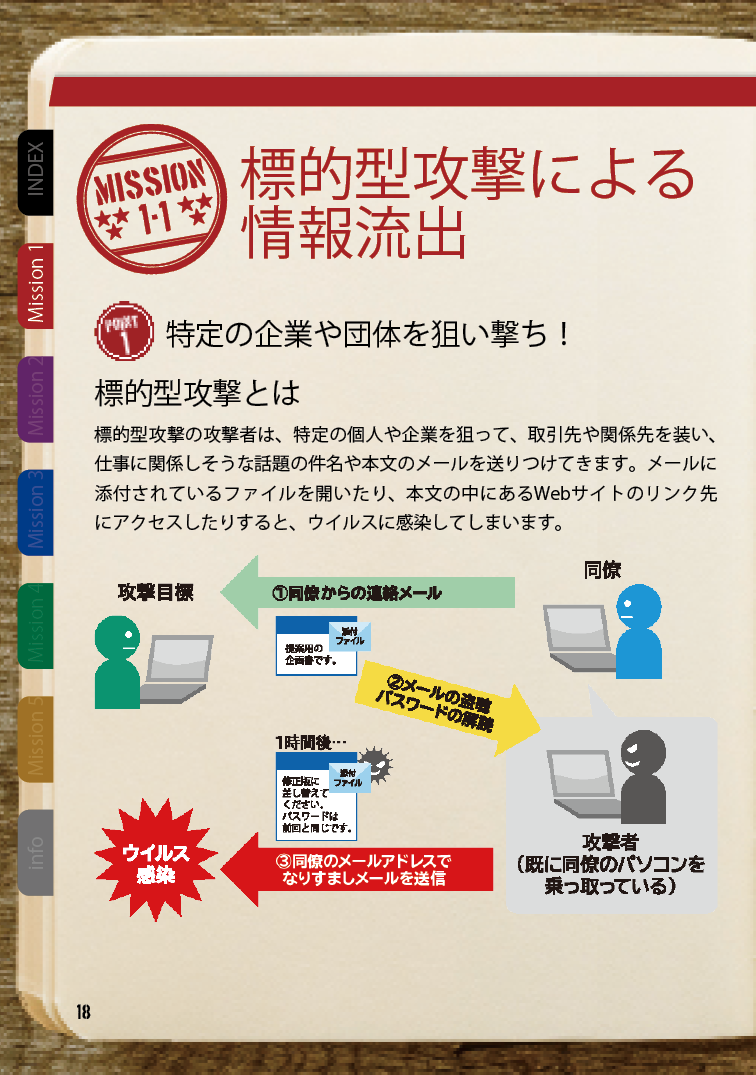 INDEX
Mission 1
Mission 2
Mission 3
Mission 4
Mission 5
info
MISSION
1-1
標的型攻撃による
情報流出
POINT
1
特定の企業や団体を狙い撃ち！
標的型攻撃とは
標的型攻撃の攻撃者は、特定の個人や企業を狙って、取引先や関係先を装い、
仕事に関係しそうな話題の件名や本文のメールを送りつけてきます。メールに
添付されているファイルを開いたり、本文の中にあるWebサイトのリンク先
にアクセスしたりすると、ウイルスに感染してしまいます。
攻撃目標
①同僚からの連絡メール
同僚
添付
ファイル
提案用の
企画書です。
②メールの盗聴
パスワードの解読
1時間後…
添付
ファイル
修正版に
差し替えて
ください。
パスワードは
前回と同じです。
攻撃者
（既に同僚のパソコンを
乗っ取っている）
ウイルス
感染
③同僚のメールアドレスで
なりすましメールを送信
18